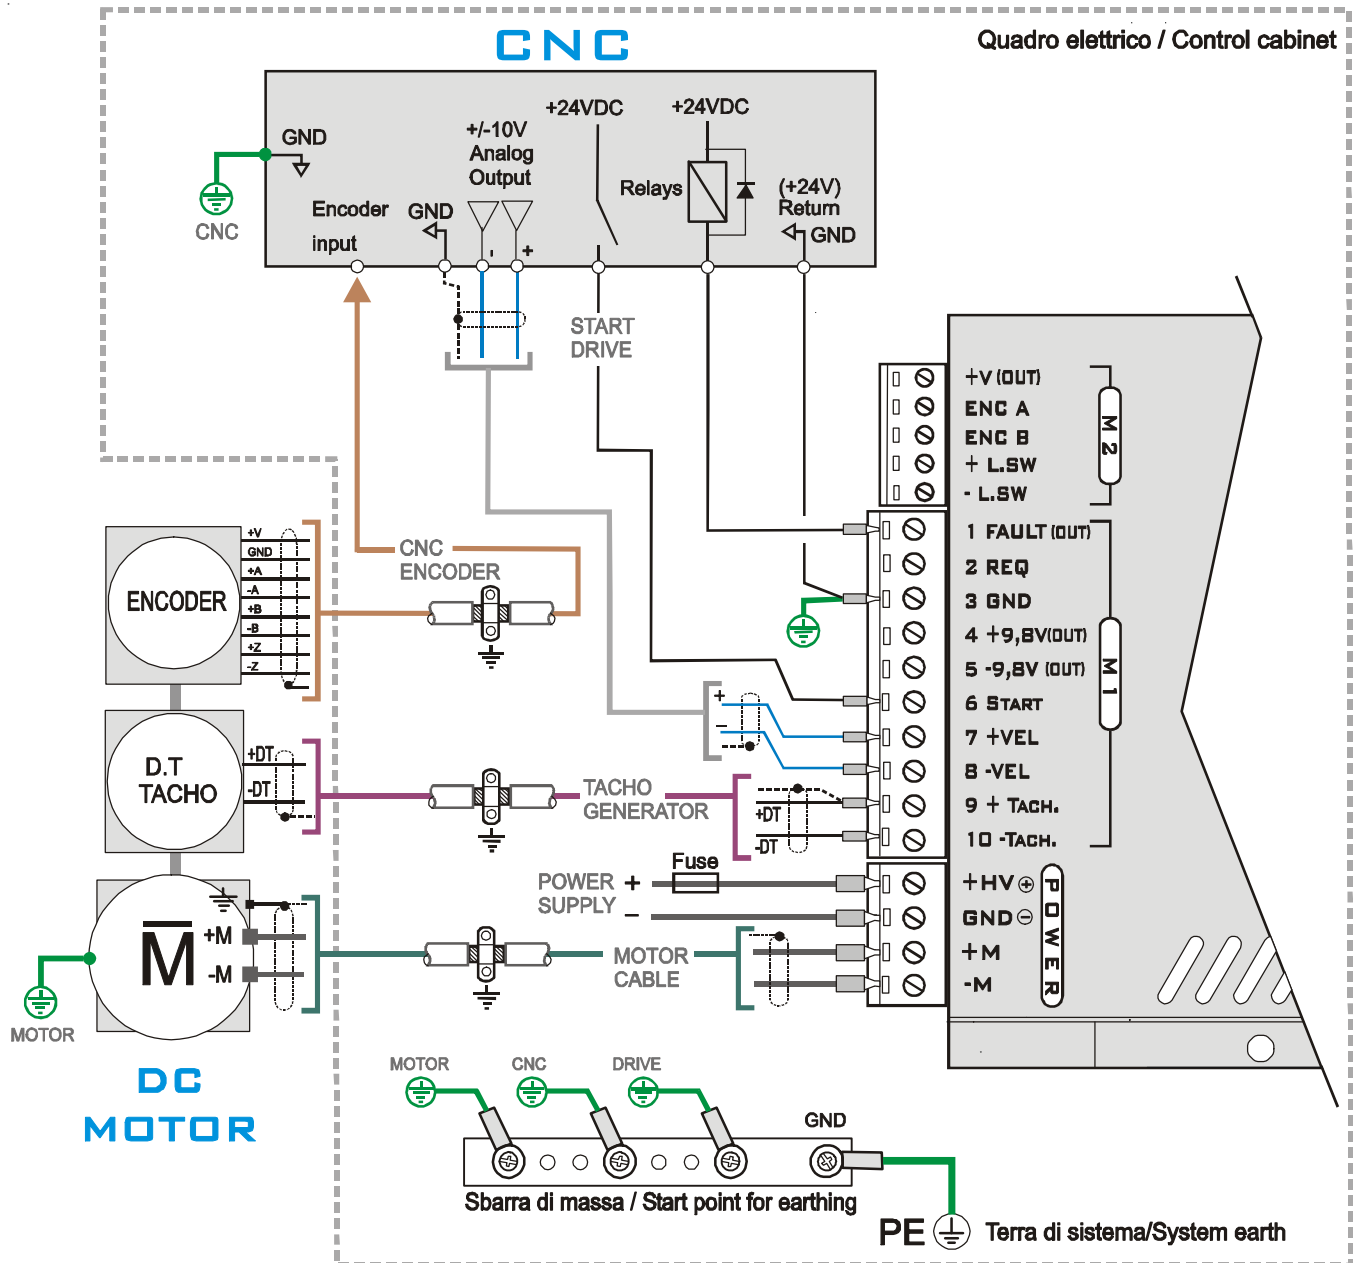 CNC
Quadro elettrico / Control cabinet
GND
CNC
Encoder
input
GND
+/-10V
Analog
Output
-
+
+24VDC
+24VDC
Relays
(+24V)
Return
GND
START
DRIVE
+V (OUT)
ENC A
ENC B
+ L.SW
- L.SW
M 2
1 FAULT(OUT)
2 REQ
3 GND
4 +9,8V(OUT)
5 -9,8V (OUT)
6 START
7 +VEL
8 -VEL
9 + TACH.
10 -TACH.
M 1
+HV +
GND -
+M
-M
POWER
ENCODER
+V
GND
+A
-A
+B
-B
+Z
-Z
CNC
ENCODER
+
-
D.T
TACHO
+DT
-DT
TACHO
GENERATOR
+DT
-DT
Fuse
POWER +
SUPPLY -
M
+M
-M
MOTOR
CABLE
MOTOR
DC
MOTOR
MOTOR
CNC
DRIVE
GND
Sbarra di massa / Start point for earthing
PE
Terra di sistema/System earth